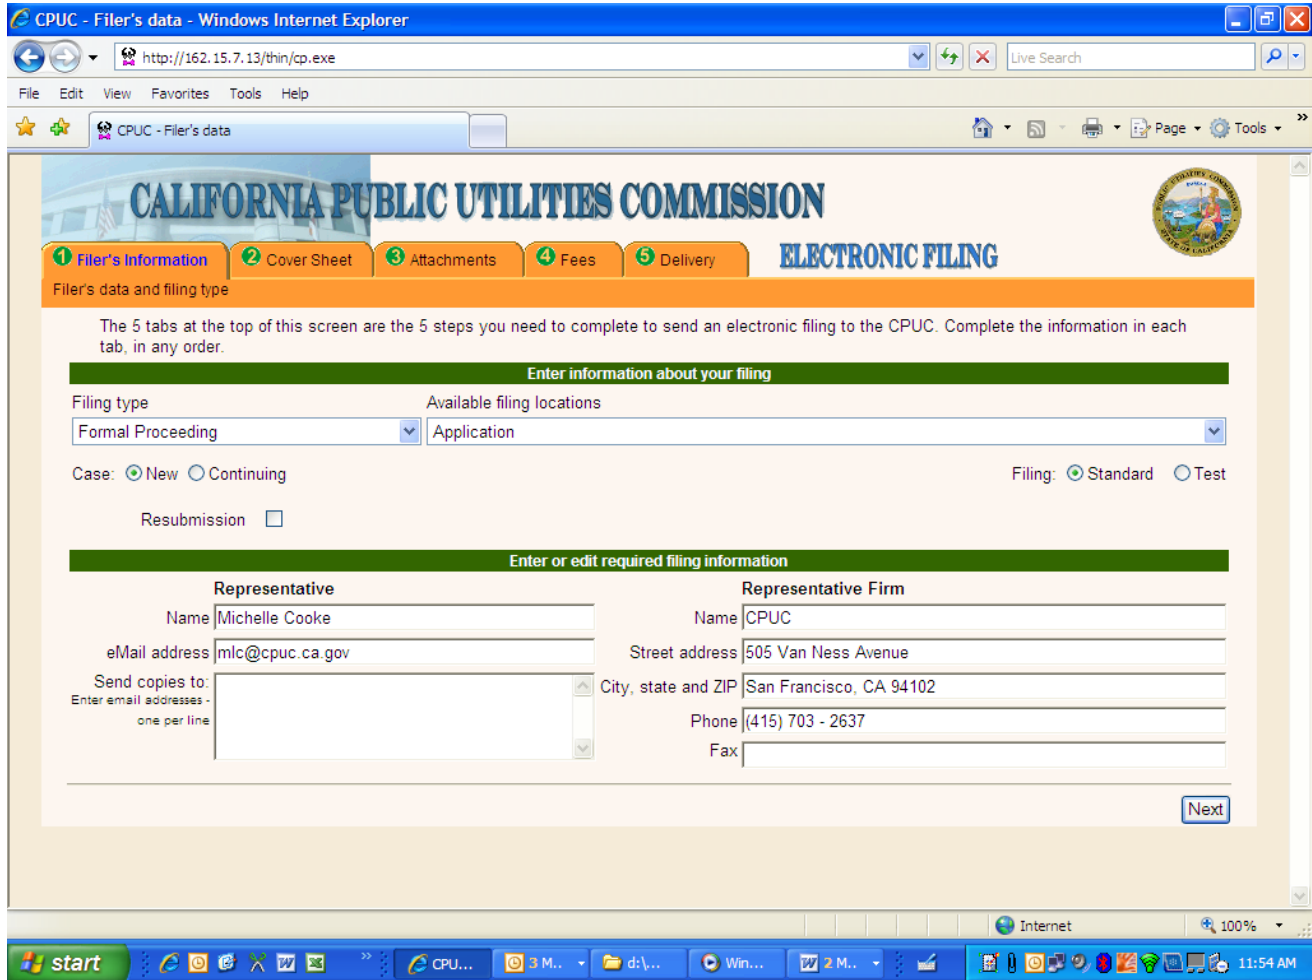 CPUC - Filer's data - Windows Internet Explorer
http://162.15.7.13/thin/cp.exe
Live Search
File Edit View Favorites Tools Help
CPUC - Filer's data
Page Tools »
CALIFORNIA PUBLIC UTILITIES COMMISSION
ELECTRONIC FILING
1 Filer's Information 2 Cover Sheet 3 Attachments 4 Fees 5 Delivery
Filer's data and filing type
The 5 tabs at the top of this screen are the 5 steps you need to complete to send an electronic filing to the CPUC. Complete the information in each
tab, in any order.
Enter information about your filing
Filing type Available filing locations
Formal Proceeding Application
Case: New Continuing Filing: Standard Test
Resubmission
Enter or edit required filing information
Representative Representative Firm
Name Michelle Cooke Name CPUC
eMail address mlc@cpuc.ca.gov Street address 505 Van Ness Avenue
Send copies to: City, state and ZIP San Francisco, CA 94102
Enter email addresses -
one per line Phone (415) 703 - 2637
Fax
Next
Internet 100%
start » CPU... 3 M.. d:\... Win... 2 M.. 11:54 AM